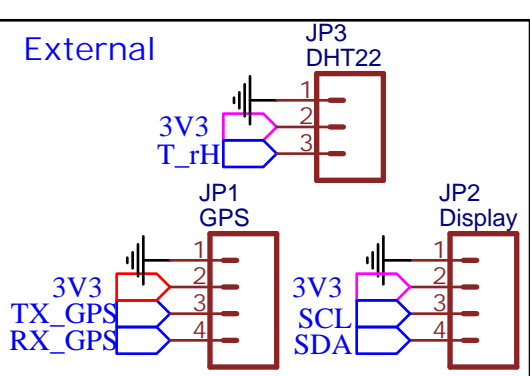 External
JP3
DHT22
1
3V3 2
T_rH 3
JP1
GPS
1
3V3 2
TX_GPS 3
RX_GPS 4
JP2
Display
1
3V3 2
SCL 3
SDA 4